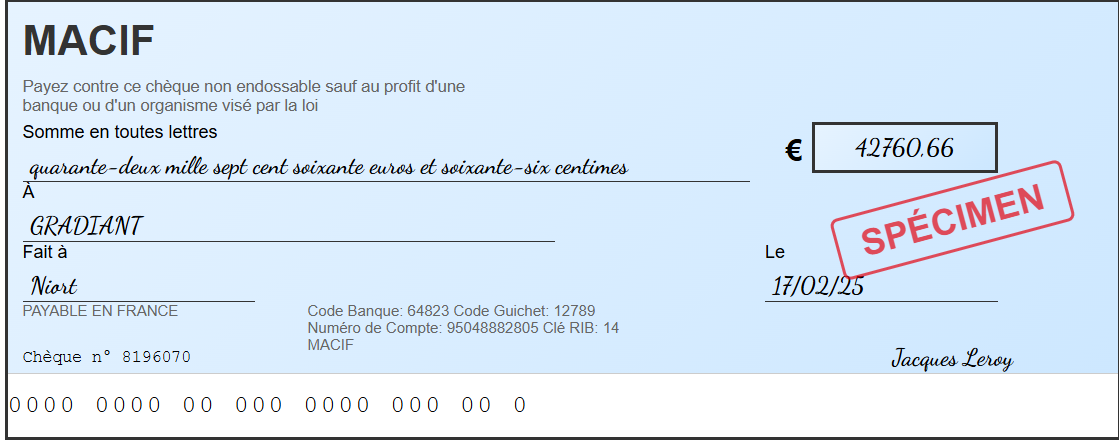 MACIF
Payez contre ce chèque non endossable sauf au profit d'une
banque ou d'un organisme visé par la loi
Somme en toutes lettres
quarante-deux mille sept cent soixante euros et soixante-six centimes
€ 42760.66
À
GRADIANT
SPÉCIMEN
Fait à
Le
Niort
17/02/25
PAYABLE EN FRANCE
Code Banque: 64823 Code Guichet: 12789
Numéro de Compte: 95048882805 Clé RIB: 14
MACIF
Chèque n° 8196070
Jacques Leroy
0000 0000 00 000 0000 000 00 0